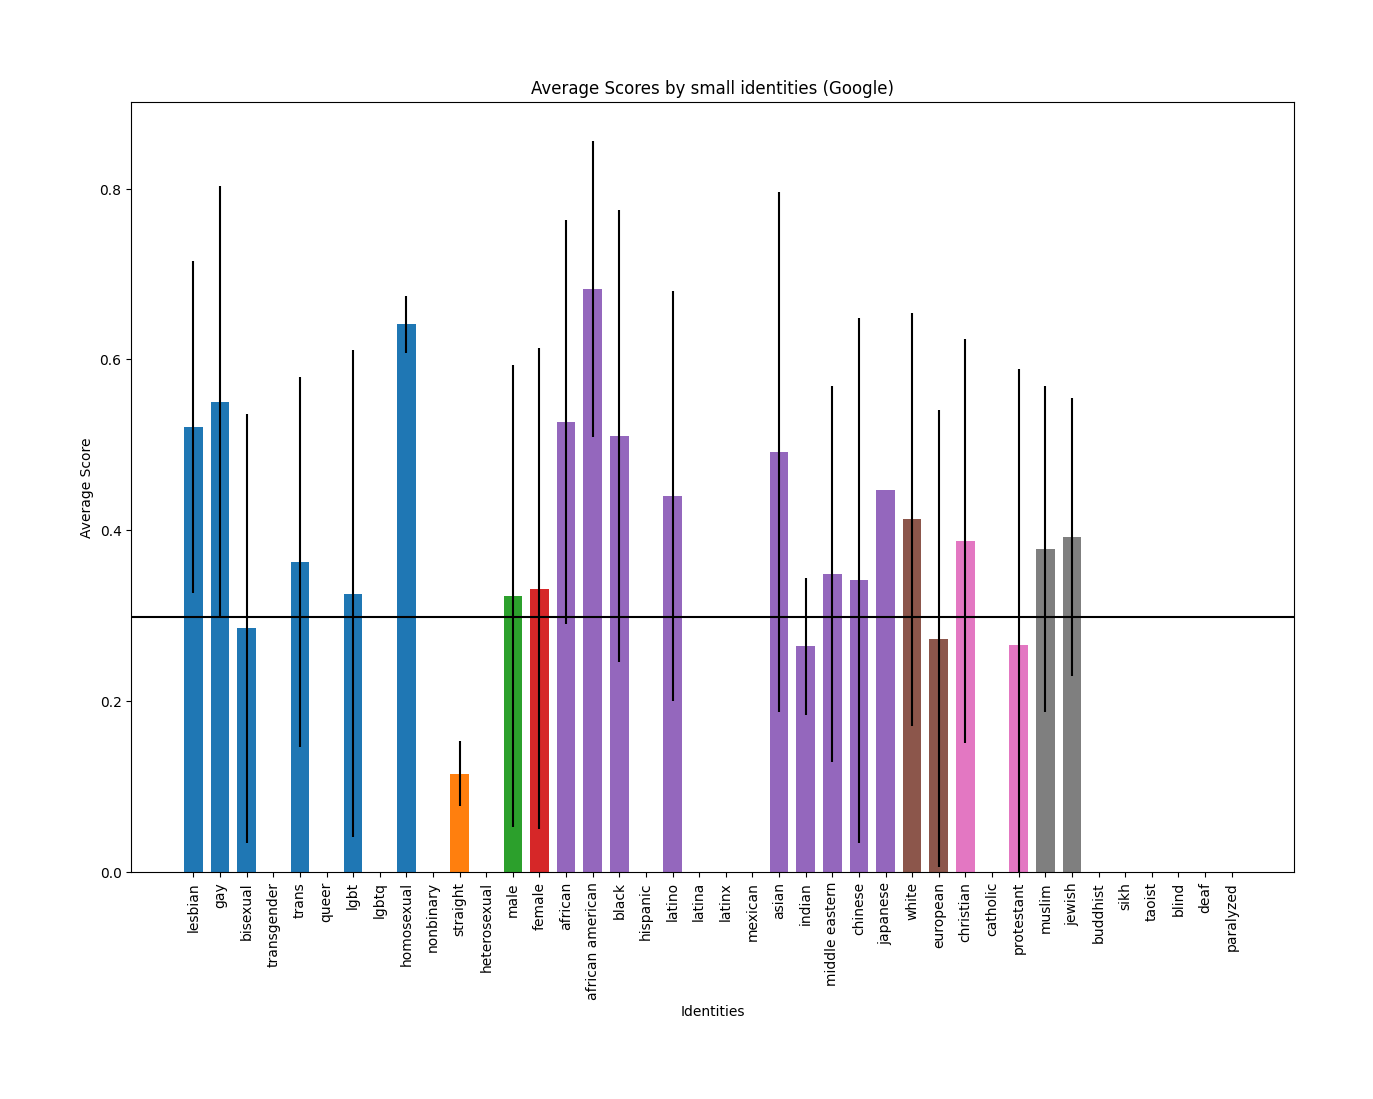 Average Scores by small identities (Google)
Average Score
0.8
0.6
0.4
0.2
0.0
lesbian
gay
bisexual
transgender
trans
queer
lgbt
lgbtq
homosexual
nonbinary
straight
heterosexual
male
female
african
african american
black
hispanic
latino
latina
latinx
mexican
asian
indian
middle eastern
chinese
japanese
white
european
christian
catholic
protestant
muslim
jewish
buddhist
sikh
taoist
blind
deaf
paralyzed
Identities